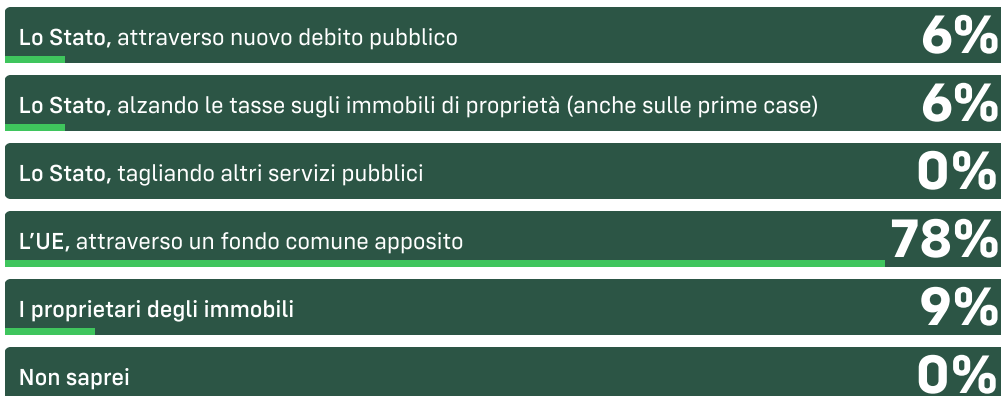 Lo Stato, attraverso nuovo debito pubblico 6%
Lo Stato, alzando le tasse sugli immobili di proprietà (anche sulle prime case) 6%
Lo Stato, tagliando altri servizi pubblici 0%
L’UE, attraverso un fondo comune apposito 78%
I proprietari degli immobili 9%
Non saprei 0%